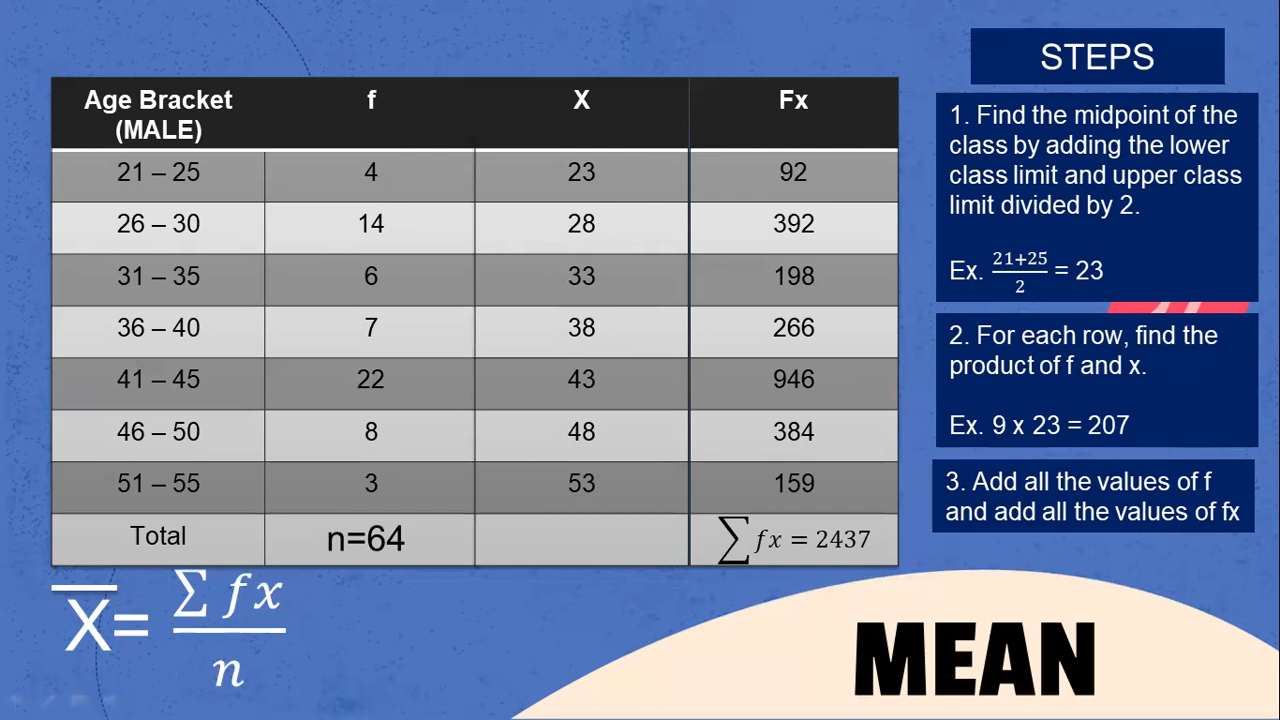 STEPS
Age Bracket (MALE) f X Fx
21 – 25 4 23 92
26 – 30 14 28 392
31 – 35 6 33 198
36 – 40 7 38 266
41 – 45 22 43 946
46 – 50 8 48 384
51 – 55 3 53 159
Total n=64 ∑ fx = 2437
X̅= ∑ fx / n
1. Find the midpoint of the
class by adding the lower
class limit and upper class
limit divided by 2.
Ex. 21+25/2 = 23
2. For each row, find the
product of f and x.
Ex. 9 x 23 = 207
3. Add all the values of f
and add all the values of fx
MEAN